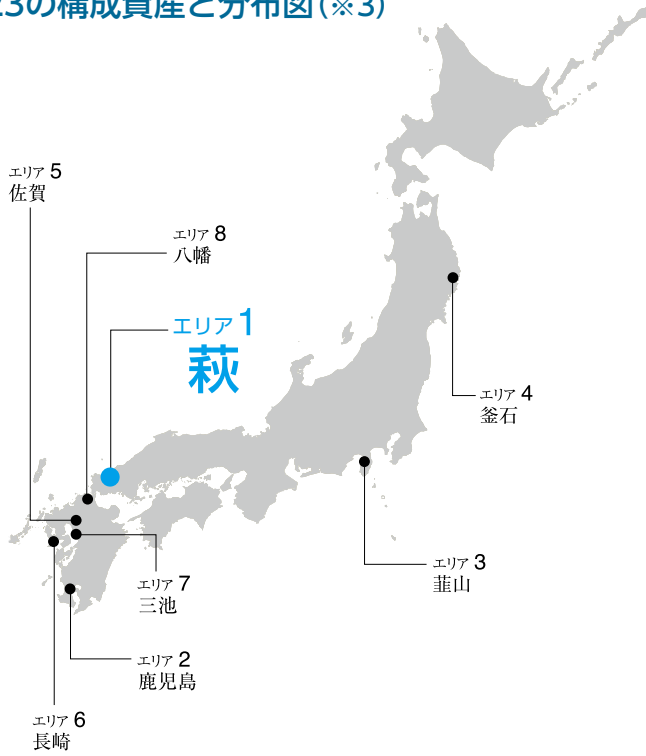 23の構成資産と分布図(※3)
エリア 5
佐賀
エリア 8
八幡
エリア 1
萩
エリア 4
釜石
エリア 3
韮山
エリア 7
三池
エリア 2
鹿児島
エリア 6
長崎